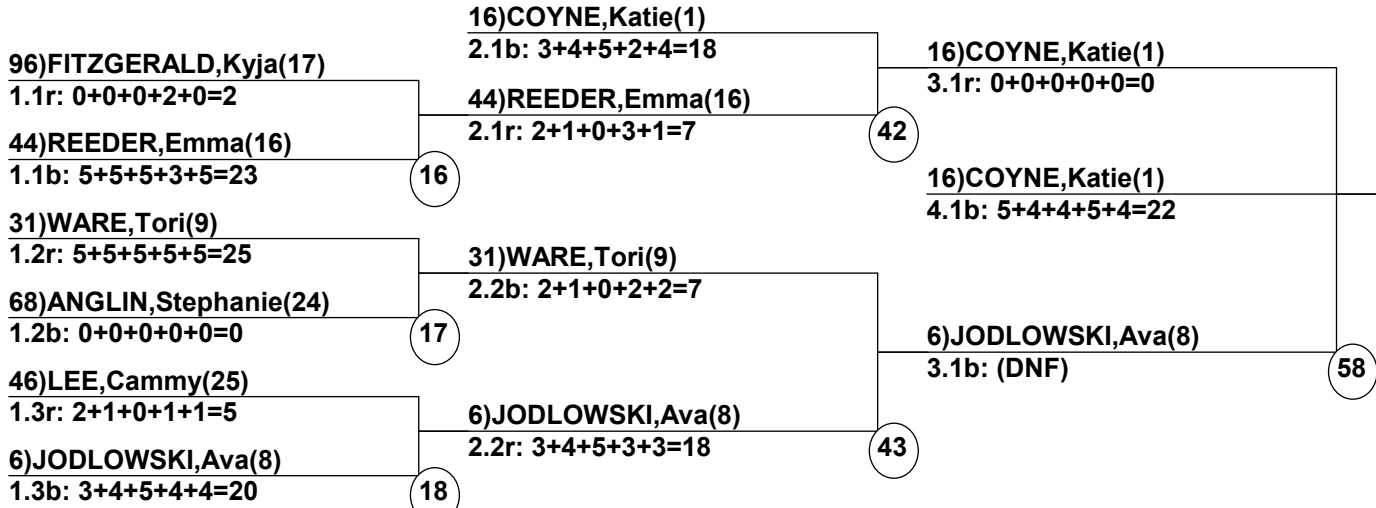 96)FITZGERALD,Kyja(17)
1.1r: 0+0+0+2+0=2
44)REEDER,Emma(16)
1.1b: 5+5+5+3+5=23
16
31)WARE,Tori(9)
1.2r: 5+5+5+5+5=25
68)ANGLIN,Stephanie(24)
1.2b: 0+0+0+0+0=0
17
46)LEE,Cammy(25)
1.3r: 2+1+0+1+1=5
6)JODLOWSKI,Ava(8)
1.3b: 3+4+5+4+4=20
18
16)COYNE,Katie(1)
2.1b: 3+4+5+2+4=18
44)REEDER,Emma(16)
2.1r: 2+1+0+3+1=7
42
31)WARE,Tori(9)
2.2b: 2+1+0+2+2=7
6)JODLOWSKI,Ava(8)
2.2r: 3+4+5+3+3=18
43
16)COYNE,Katie(1)
3.1r: 0+0+0+0+0=0
16)COYNE,Katie(1)
4.1b: 5+4+4+5+4=22
6)JODLOWSKI,Ava(8)
3.1b: (DNF)
58